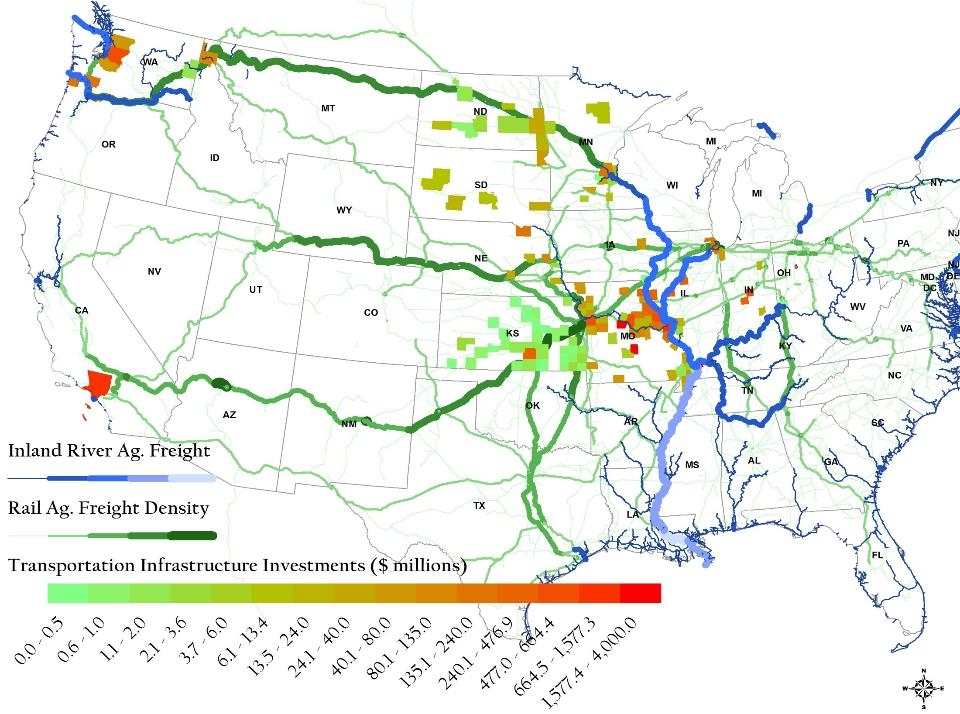 WA
MT
ND
MN
MI
OR
ID
SD
WI
MI
NY
WY
IA
PA
NJ
NE
NV
UT
CO
IL
IN
OH
MD
DE
NJ
DC
CA
KS
MO
WV
VA
KY
AZ
NM
OK
AR
TN
NC
SC
Inland River Ag. Freight
MS
AL
GA
Rail Ag. Freight Density
TX
LA
FL
Transportation Infrastructure Investments ($ millions)
0.0 - 0.5
0.6 - 1.0
1.1 - 2.0
2.1 - 3.6
3.7 - 6.0
6.1 - 13.4
13.5 - 24.0
24.1 - 40.0
40.1 - 80.0
80.1 - 135.0
135.1 - 240.0
240.1 - 476.9
477.0 - 664.4
664.5 - 1,577.3
1,577.4 - 4,000.0
N
W E
S